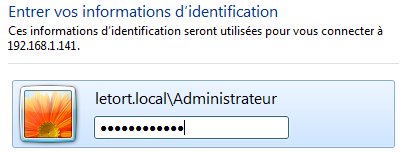 Entrer vos informations d'identification
Ces informations d'identification seront utilisées pour vous connecter à
192.168.1.141.
letort.local\Administrateur
●●●●●●●●●●●●